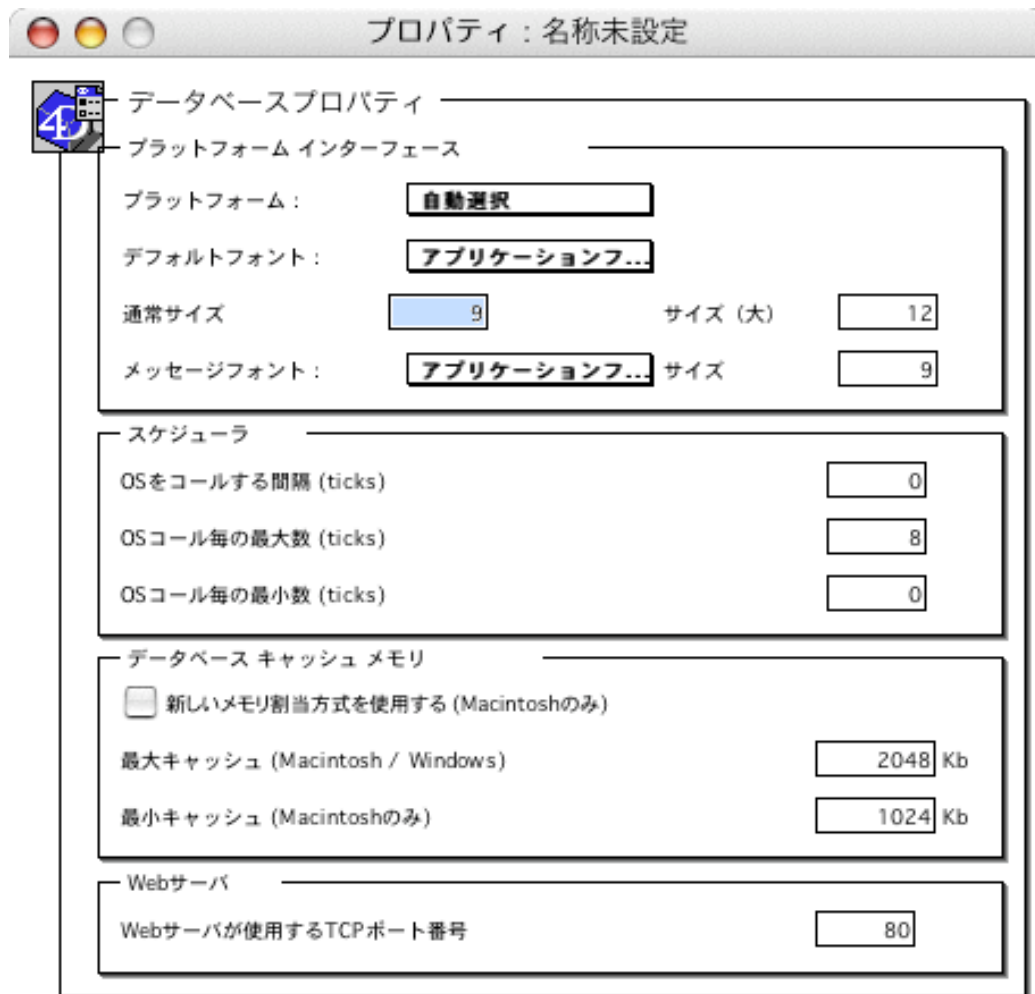 プロパティ：名称未設定
4D
データベースプロパティ
プラットフォーム インターフェース
プラットフォーム： 自動選択
デフォルトフォント： アプリケーションフ...
通常サイズ 9 サイズ（大） 12
メッセージフォント： アプリケーションフ... サイズ 9
スケジューラ
OSをコールする間隔 (ticks) 0
OSコール毎の最大数 (ticks) 8
OSコール毎の最小数 (ticks) 0
データベース キャッシュ メモリ
新しいメモリ割当方式を使用する (Macintoshのみ)
最大キャッシュ (Macintosh / Windows) 2048 Kb
最小キャッシュ (Macintoshのみ) 1024 Kb
Webサーバ
Webサーバが使用するTCPポート番号 80